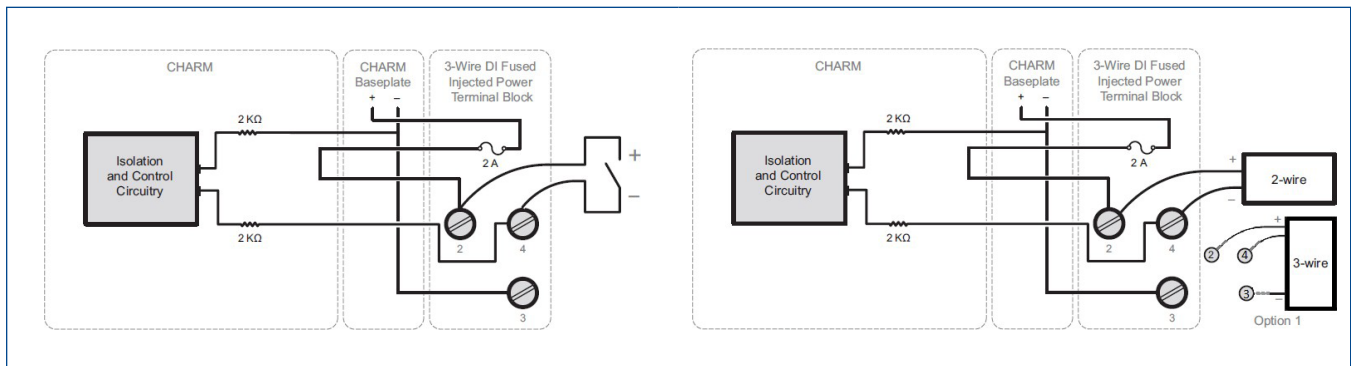 CHARM
CHARM
Baseplate
+ –
3-Wire DI Fused
Injected Power
Terminal Block
2 KΩ
2 A
Isolation
and Control
Circuitry
+
–
2 KΩ
2
4
3
CHARM
CHARM
Baseplate
+ –
3-Wire DI Fused
Injected Power
Terminal Block
2 KΩ
2 A
Isolation
and Control
Circuitry
+
2-wire
–
2 KΩ
2
4
+
2
4
3-wire
3
–
3
Option 1